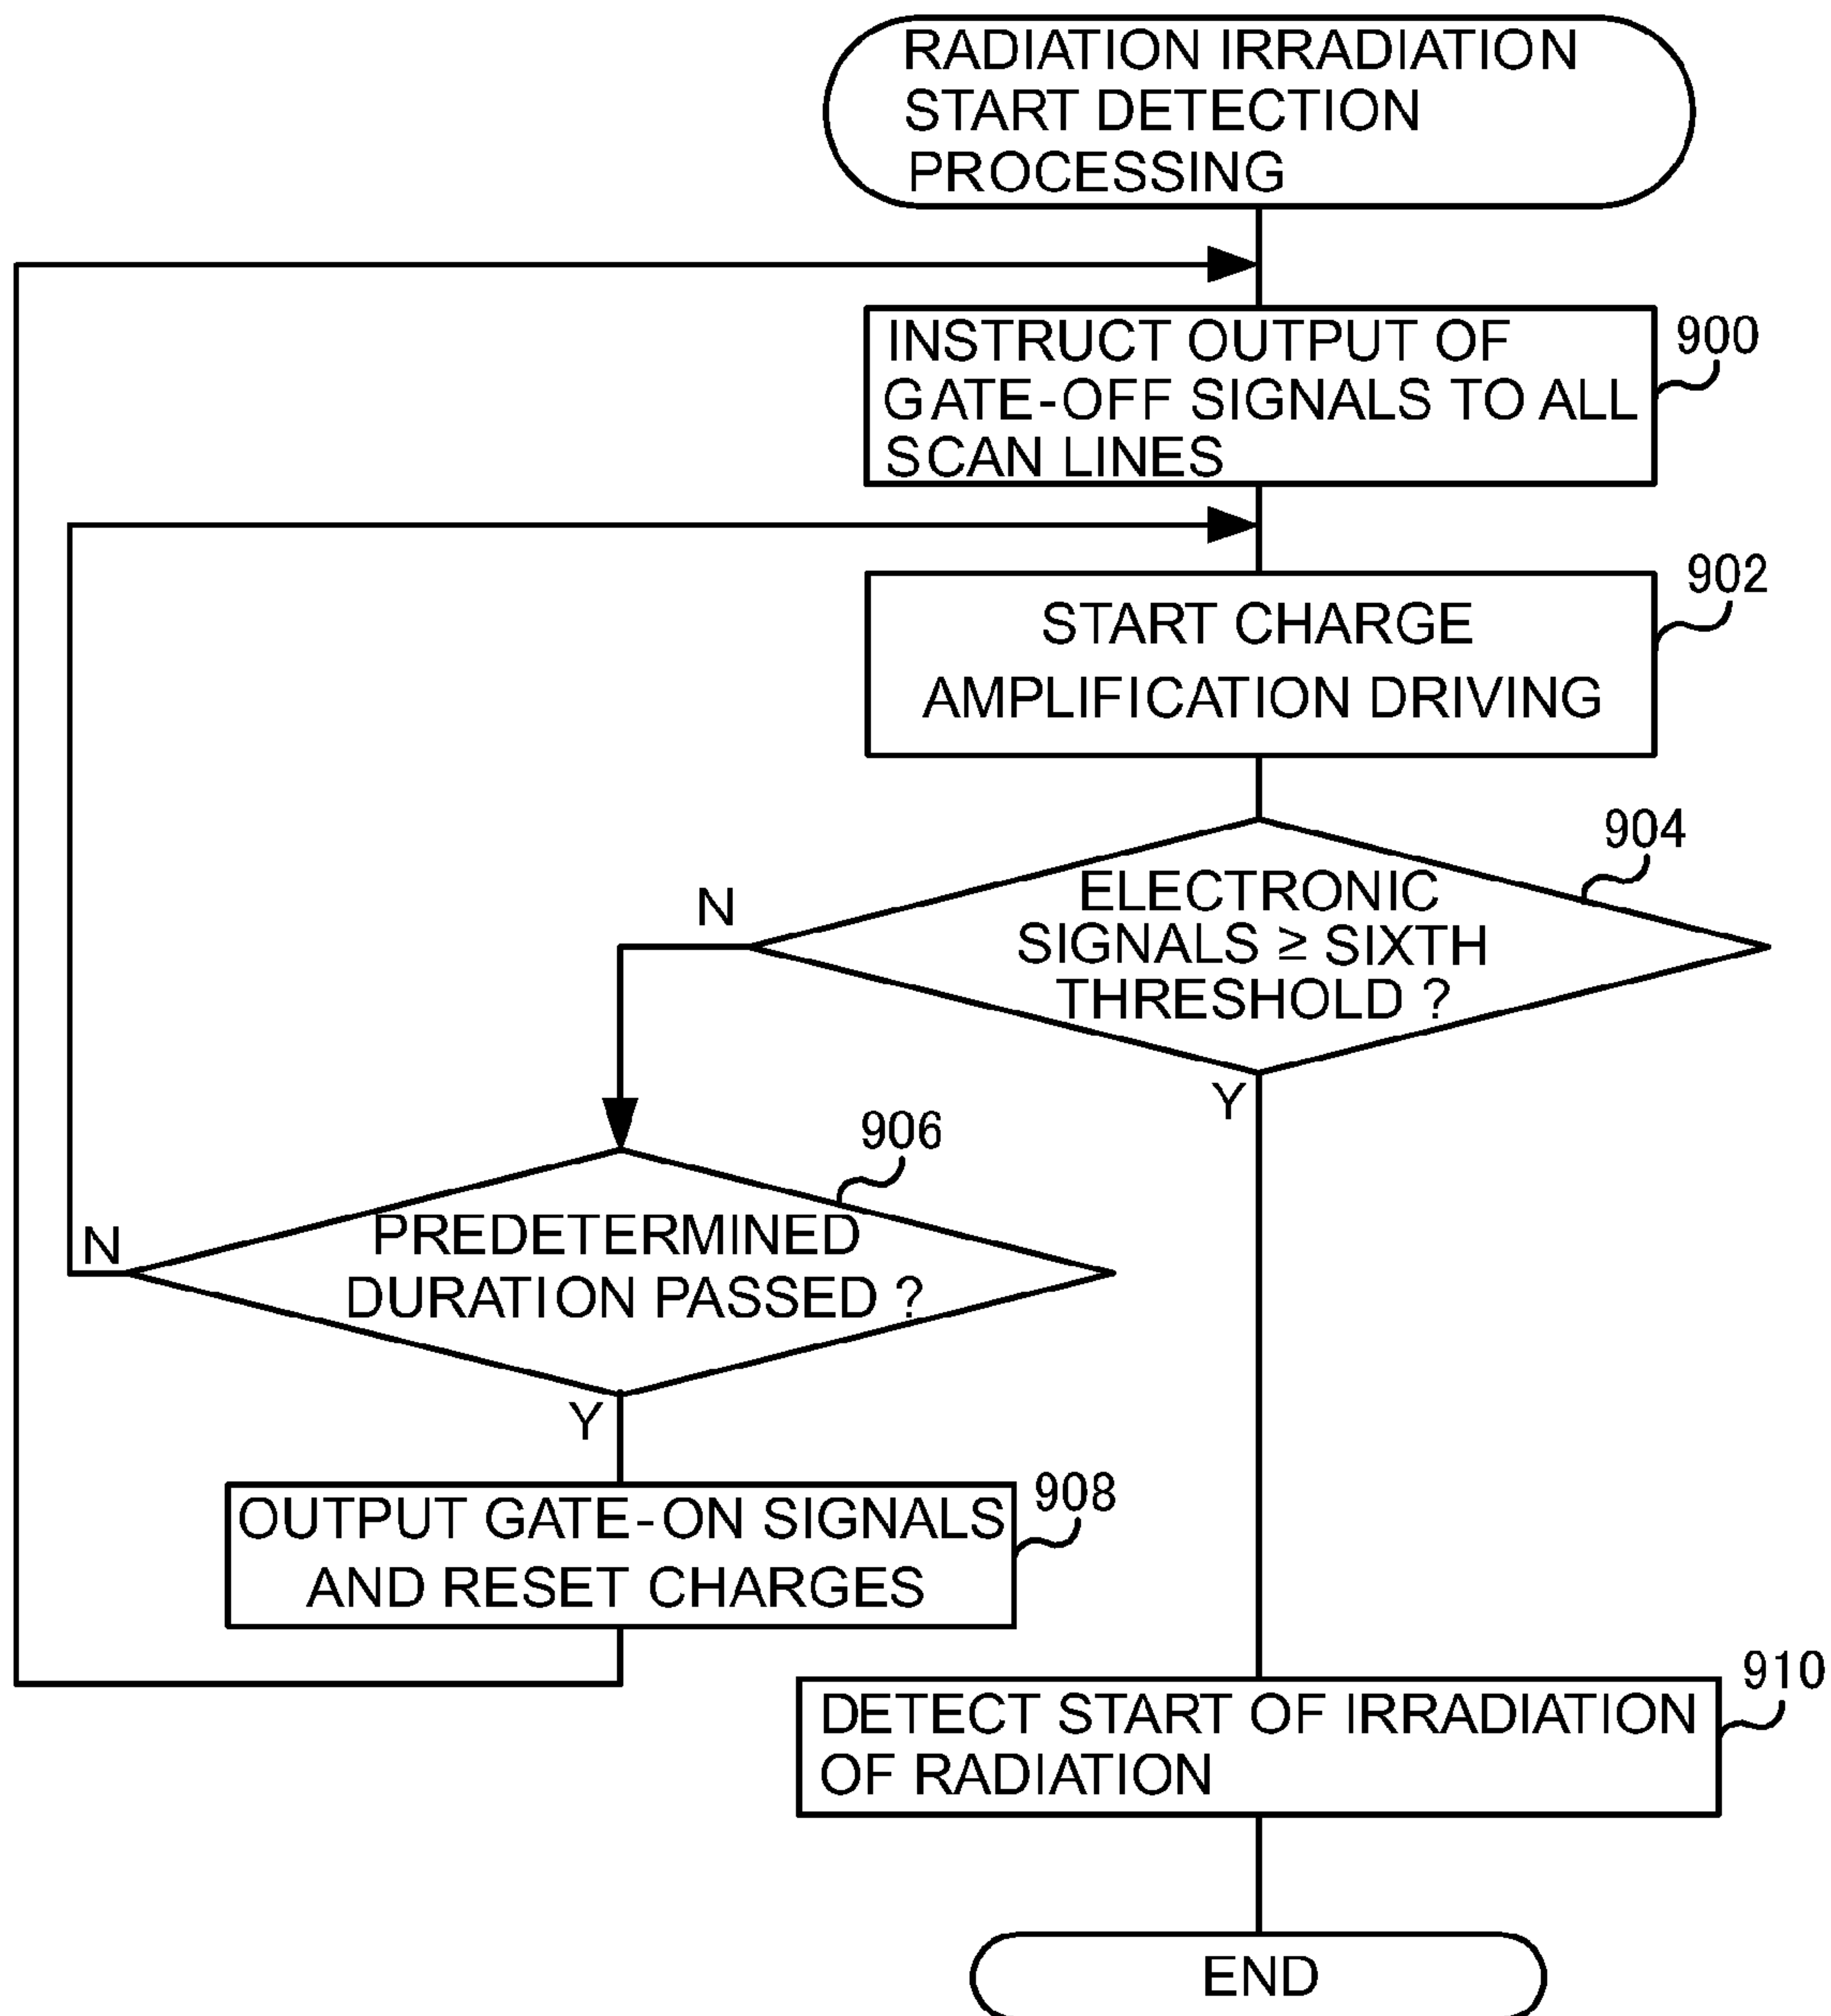 RADIATION IRRADIATION
START DETECTION
PROCESSING
INSTRUCT OUTPUT OF
GATE-OFF SIGNALS TO ALL
SCAN LINES
900
START CHARGE
AMPLIFICATION DRIVING
902
ELECTRONIC
SIGNALS ≥ SIXTH
THRESHOLD ?
904
N
Y
PREDETERMINED
DURATION PASSED ?
906
N
Y
OUTPUT GATE-ON SIGNALS
AND RESET CHARGES
908
DETECT START OF IRRADIATION
OF RADIATION
910
END